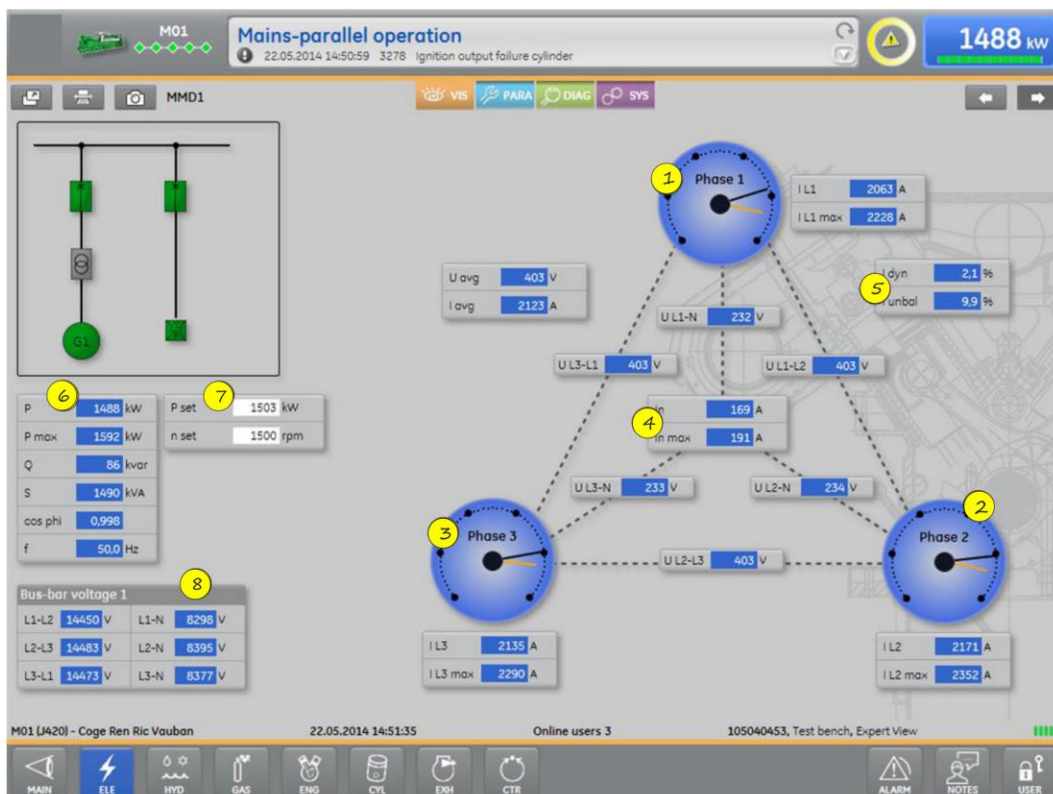 M01
Mains-parallel operation
22.05.2014 14:50:59 3278 Ignition output failure cylinder
1488 kW
MMD1
VIS PARA DIAG SYS
G1
1
Phase 1
I L1 2063 A
I L1 max 2228 A
U avg 403 V
I avg 2123 A
5
I dyn 2,1 %
unbal 9,9 %
U L1-N 232 V
U L3-L1 403 V
U L1-L2 403 V
4
In 169 A
In max 191 A
U L3-N 233 V
U L2-N 234 V
6
P 1488 kW
P max 1592 kW
Q 86 kvar
S 1490 kVA
cos phi 0,998
f 50,0 Hz
7
P set 1503 kW
n set 1500 rpm
3
Phase 3
2
Phase 2
U L2-L3 403 V
8
Bus-bar voltage 1
L1-L2 14450 V L1-N 8298 V
L2-L3 14483 V L2-N 8395 V
L3-L1 14473 V L3-N 8377 V
I L3 2135 A
I L3 max 2290 A
I L2 2171 A
I L2 max 2352 A
M01 (J420) - Coge Ren Ric Vauban 22.05.2014 14:51:35 Online users 3 105040453, Test bench, Expert View
MAIN ELE HYD GAS ENG CYL EXH CTR ALARM NOTES USER